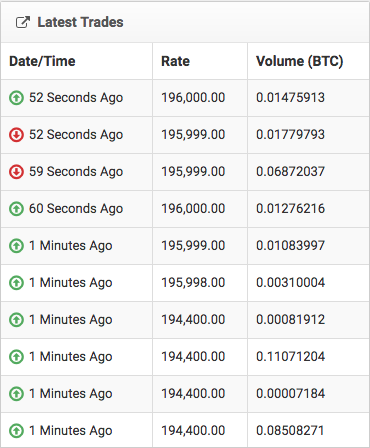 Latest Trades
Date/Time Rate Volume (BTC)
52 Seconds Ago 196,000.00 0.01475913
52 Seconds Ago 195,999.00 0.01779793
59 Seconds Ago 195,999.00 0.06872037
60 Seconds Ago 196,000.00 0.01276216
1 Minutes Ago 195,999.00 0.01083997
1 Minutes Ago 195,998.00 0.00310004
1 Minutes Ago 194,400.00 0.00081912
1 Minutes Ago 194,400.00 0.11071204
1 Minutes Ago 194,400.00 0.00007184
1 Minutes Ago 194,400.00 0.08508271